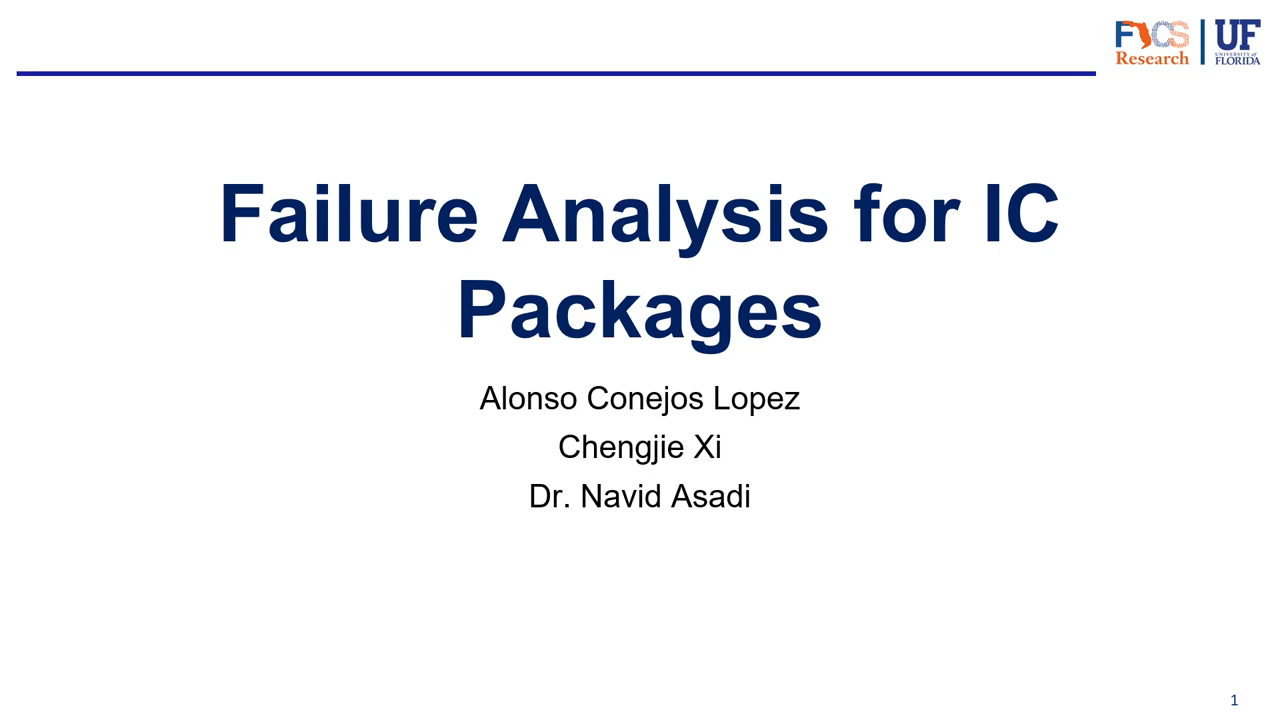 FICS
Research
UF
UNIVERSITY of
FLORIDA
Failure Analysis for IC
Packages
Alonso Conejos Lopez
Chengjie Xi
Dr. Navid Asadi
1